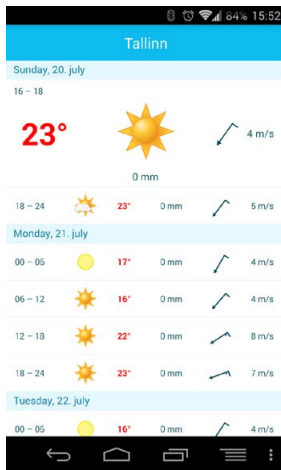 84% 15:52
Tallinn
Sunday, 20. july
16 – 18
23°
4 m/s
0 mm
18 – 24 23° 0 mm 5 m/s
Monday, 21. july
00 – 06 17° 0 mm 4 m/s
06 – 12 16° 0 mm 4 m/s
12 – 18 22° 0 mm 8 m/s
18 – 24 23° 0 mm 7 m/s
Tuesday, 22. july
00 – 06 16° 0 mm 4 m/s